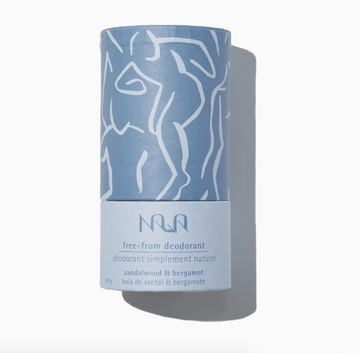 NALA
free-from deodorant
déodorant simplement naturel
sandalwood & bergamot
bois de santal & bergamote